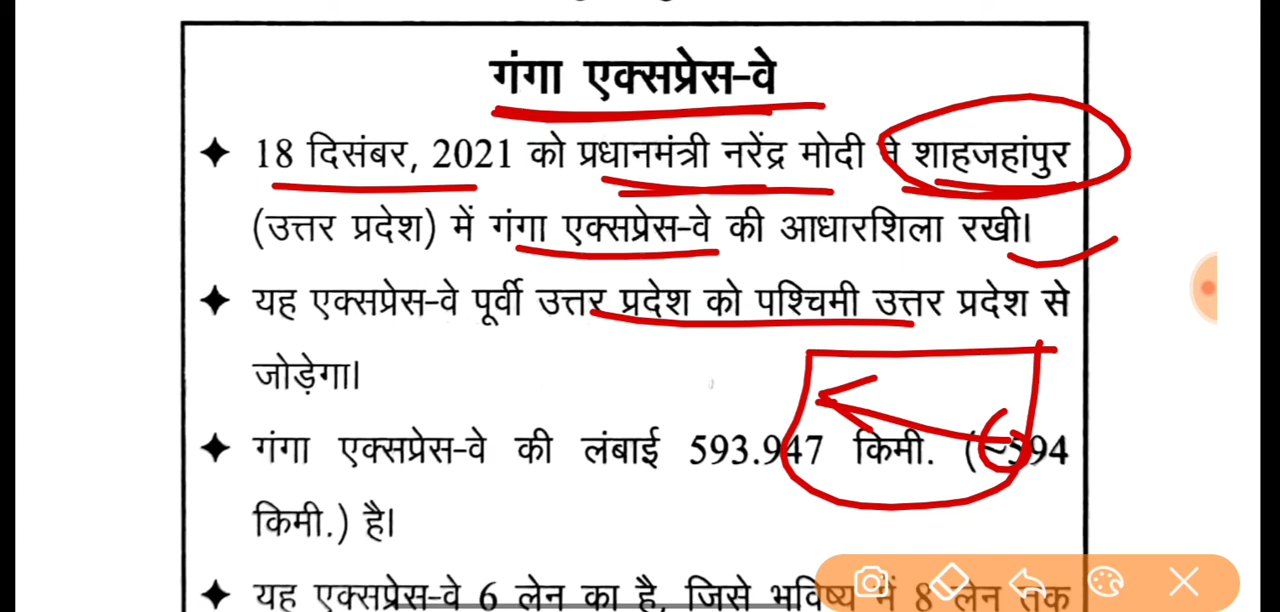 गंगा एक्सप्रेस-वे
✦ 18 दिसंबर, 2021 को प्रधानमंत्री नरेंद्र मोदी ने शाहजहांपुर
(उत्तर प्रदेश) में गंगा एक्सप्रेस-वे की आधारशिला रखी।
✦ यह एक्सप्रेस-वे पूर्वी उत्तर प्रदेश को पश्चिमी उत्तर प्रदेश से
जोड़ेगा।
✦ गंगा एक्सप्रेस-वे की लंबाई 593.947 किमी. (~594
किमी.) है।
✦ यह एक्सप्रेस-वे 6 लेन का है, जिसे भविष्य में 8 लेन तक